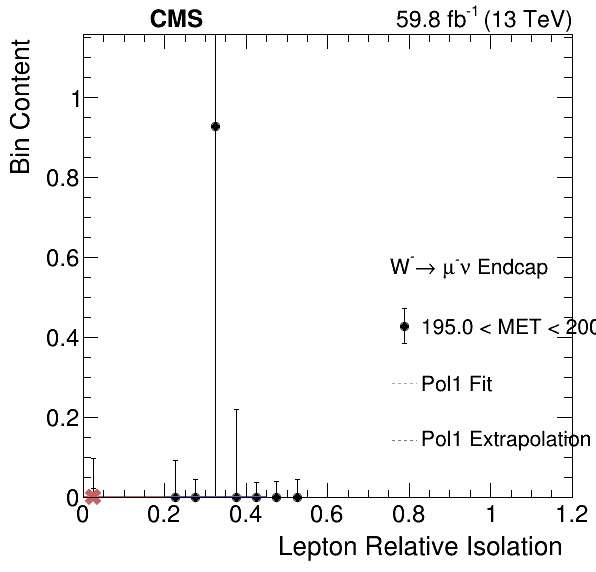 CMS
59.8 fb⁻¹ (13 TeV)
Bin Content
1
0.8
0.6
0.4
0.2
0
W⁻→ μ⁻ν Endcap
195.0 < MET < 200
Pol1 Fit
Pol1 Extrapolation
0 0.2 0.4 0.6 0.8 1 1.2
Lepton Relative Isolation